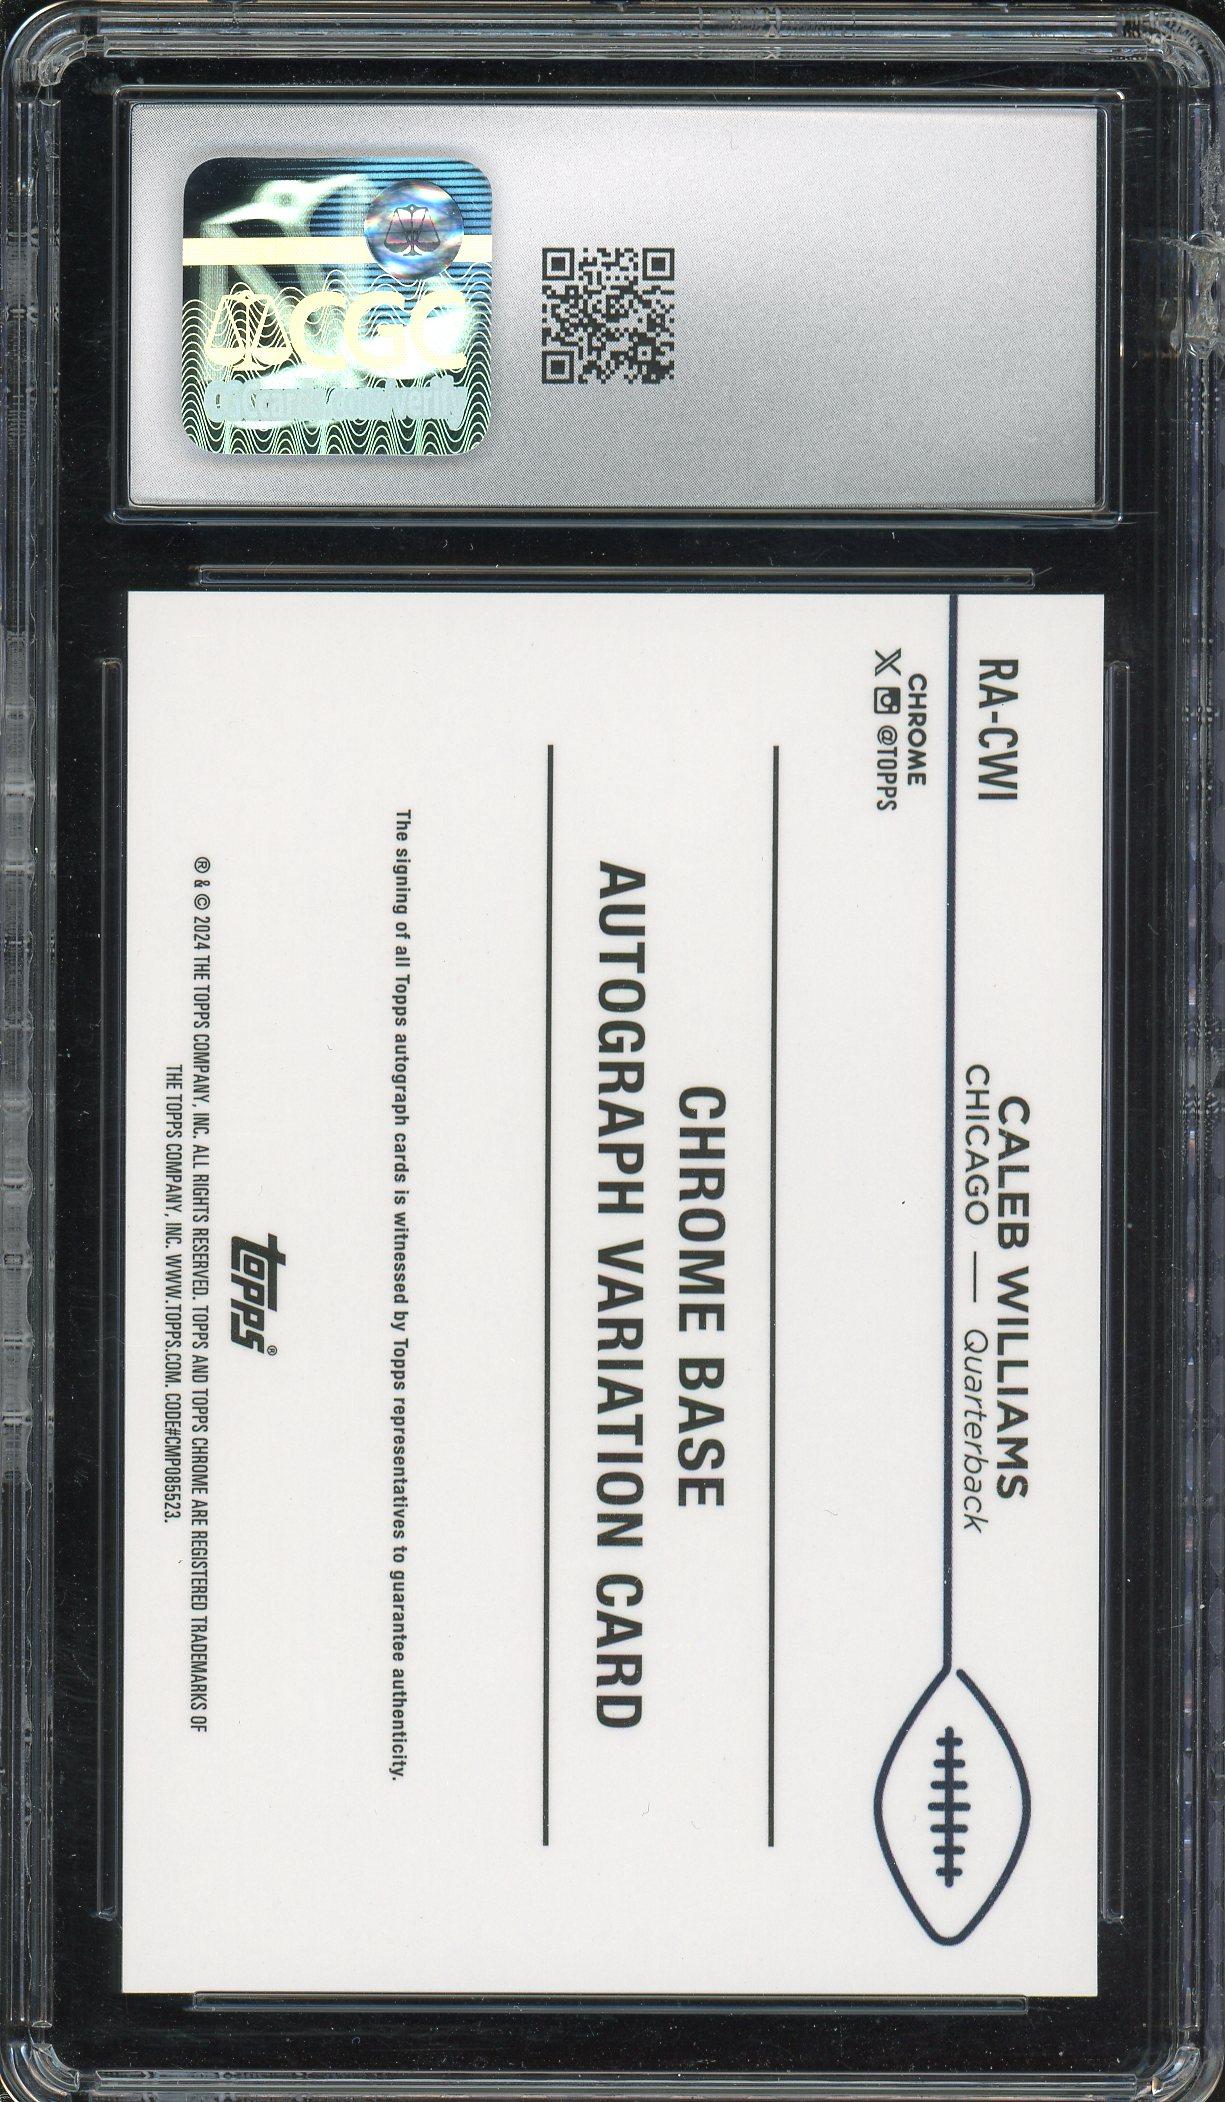 CGC
CGCcards.com/verify
RA-CWI
CALEB WILLIAMS
CHICAGO — Quarterback
CHROME
X @TOPPS
CHROME BASE
AUTOGRAPH VARIATION CARD
The signing of all Topps autograph cards is witnessed by Topps representatives to guarantee authenticity.
topps®
® & © 2024 THE TOPPS COMPANY, INC. ALL RIGHTS RESERVED. TOPPS AND TOPPS CHROME ARE REGISTERED TRADEMARKS OF
THE TOPPS COMPANY, INC. WWW.TOPPS.COM. CODE#CMP085523.